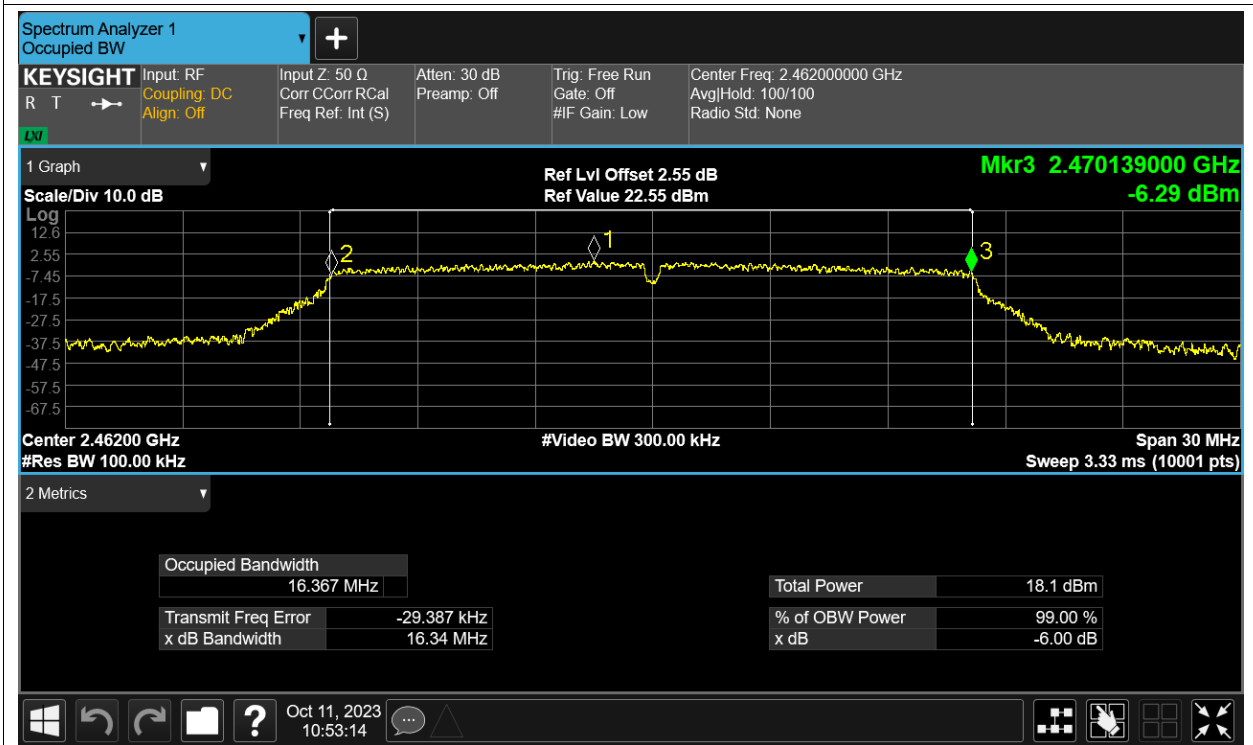 Spectrum Analyzer 1
Occupied BW
KEYSIGHT
R T
LXI
Input: RF
Coupling: DC
Align: Off
Input Z: 50 Ω
Corr CCorr RCal
Freq Ref: Int (S)
Atten: 30 dB
Preamp: Off
Trig: Free Run
Gate: Off
#IF Gain: Low
Center Freq: 2.462000000 GHz
Avg|Hold: 100/100
Radio Std: None
1 Graph
Scale/Div 10.0 dB
Ref Lvl Offset 2.55 dB
Ref Value 22.55 dBm
Mkr3 2.470139000 GHz
-6.29 dBm
Log
12.6
2.55
-7.45
-17.5
-27.5
-37.5
-47.5
-57.5
-67.5
2
1
3
Center 2.46200 GHz
#Video BW 300.00 kHz
Span 30 MHz
#Res BW 100.00 kHz
Sweep 3.33 ms (10001 pts)
2 Metrics
Occupied Bandwidth
16.367 MHz
Transmit Freq Error -29.387 kHz
x dB Bandwidth 16.34 MHz
Total Power 18.1 dBm
% of OBW Power 99.00 %
x dB -6.00 dB
?
Oct 11, 2023
10:53:14